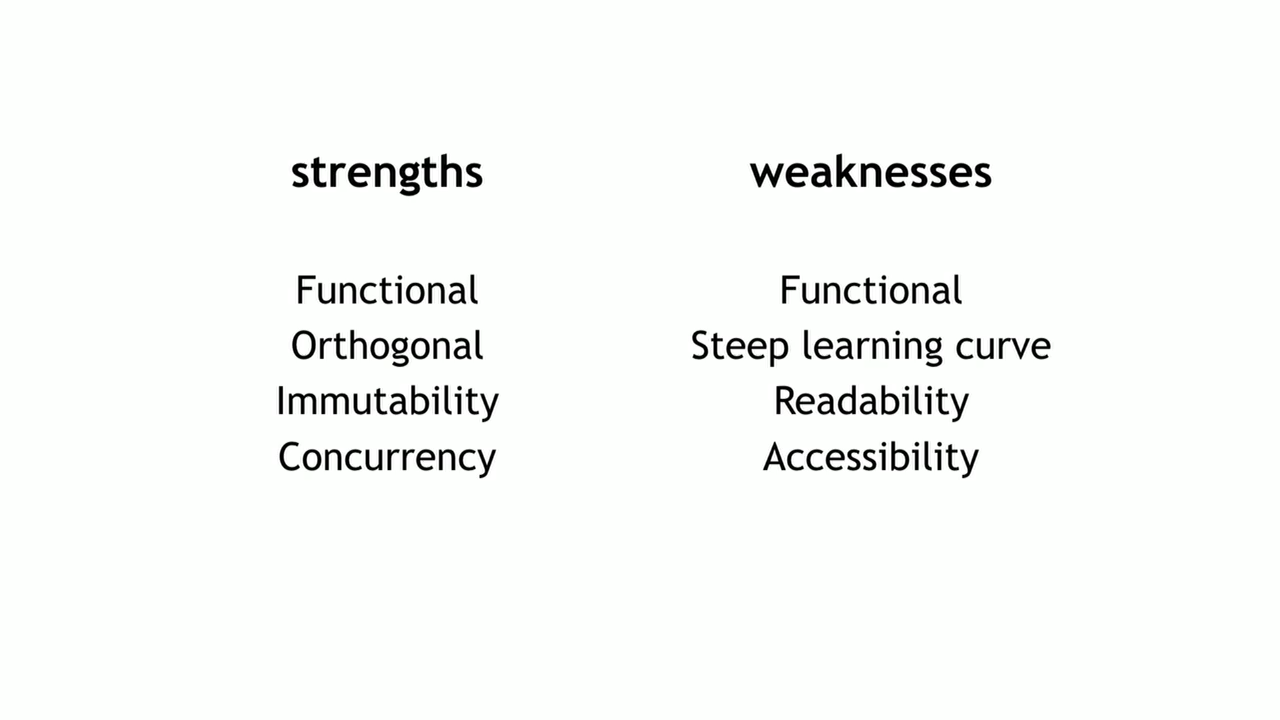 strengths
Functional
Orthogonal
Immutability
Concurrency
weaknesses
Functional
Steep learning curve
Readability
Accessibility